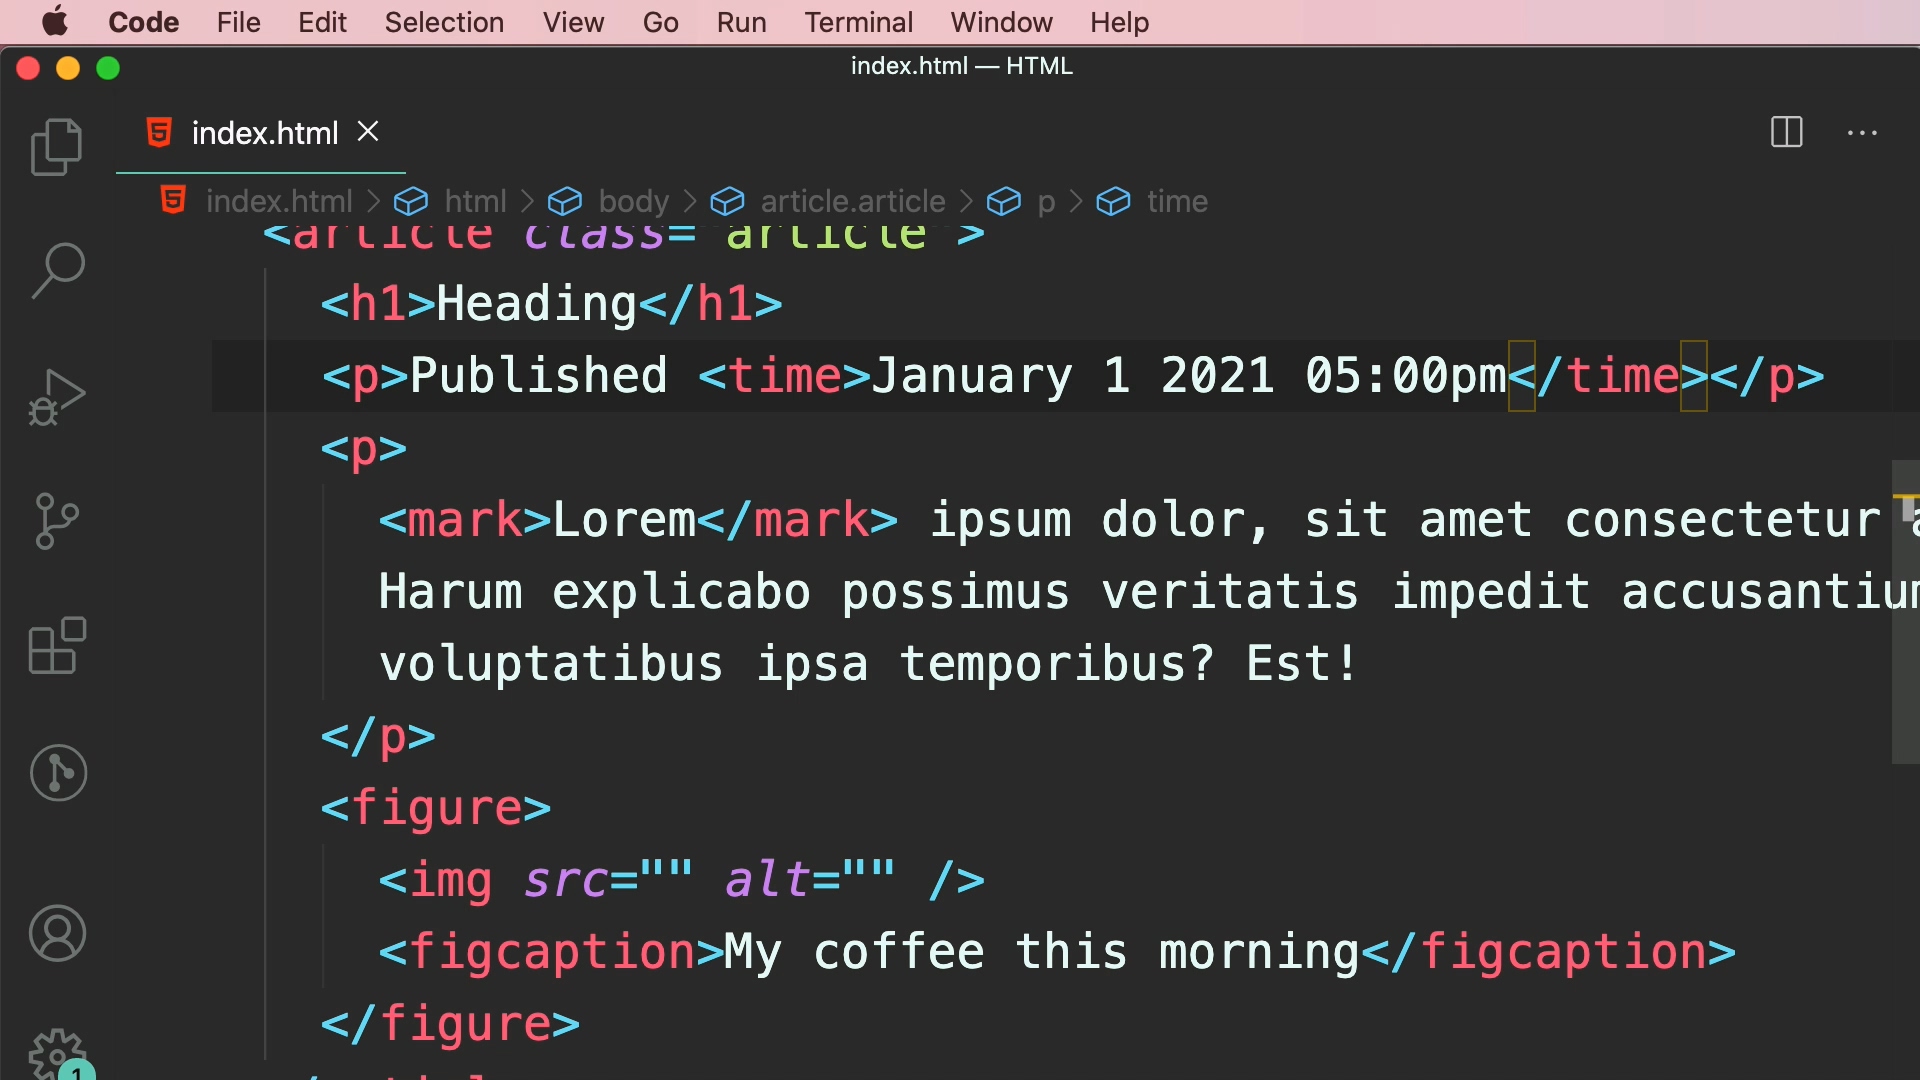 Code File Edit Selection View Go Run Terminal Window Help
index.html — HTML
index.html
index.html > html > body > article.article > p > time
<article class="article">
<h1>Heading</h1>
<p>Published <time>January 1 2021 05:00pm</time></p>
<p>
<mark>Lorem</mark> ipsum dolor, sit amet consectetur
Harum explicabo possimus veritatis impedit accusantium
voluptatibus ipsa temporibus? Est!
</p>
<figure>
<img src="" alt="" />
<figcaption>My coffee this morning</figcaption>
</figure>
1